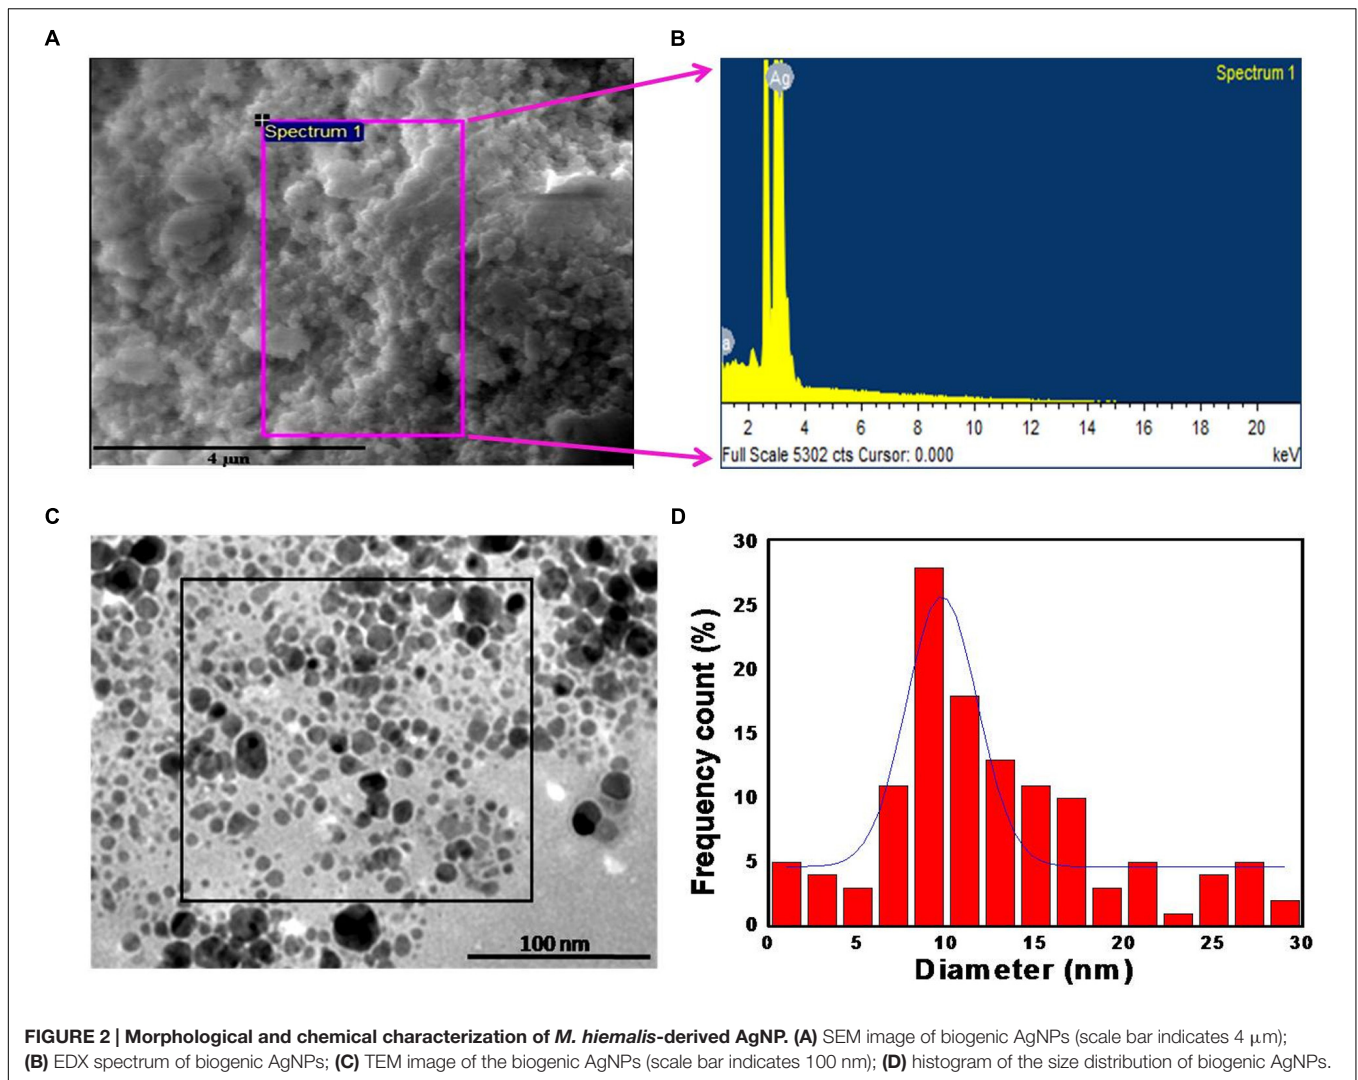 A
B
Spectrum 1
4 μm
Ag
Spectrum 1
a
2 4 6 8 10 12 14 16 18 20
Full Scale 5302 cts Cursor: 0.000 keV
C
D
100 nm
30
25
20
15
10
5
0
Frequency count (%)
0 5 10 15 20 25 30
Diameter (nm)
FIGURE 2 | Morphological and chemical characterization of M. hiemalis-derived AgNP. (A) SEM image of biogenic AgNPs (scale bar indicates 4 μm);
(B) EDX spectrum of biogenic AgNPs; (C) TEM image of the biogenic AgNPs (scale bar indicates 100 nm); (D) histogram of the size distribution of biogenic AgNPs.